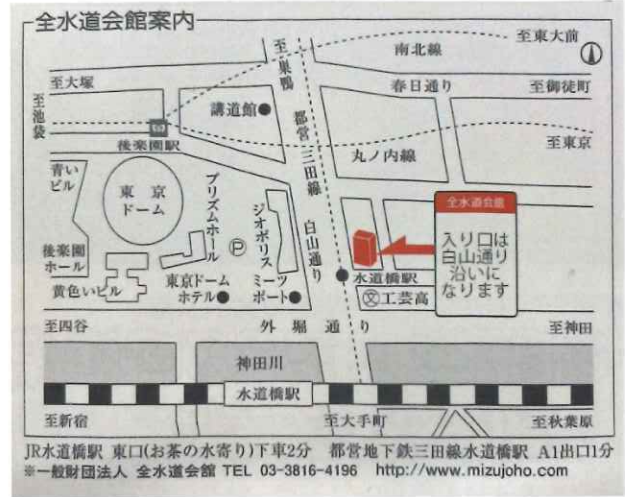 全水道会館案内
至巣鴨
南北線
至東大前
至大塚
春日通り
至御徒町
至池袋
講道館
都営三田線
後楽園駅
丸ノ内線
至東京
青い
ビル
東京
ドーム
プリズムホール
ジオポリス
白山通り
全水道会館
入り口は
白山通り
沿いに
なります
P
後楽園
ホール
黄色いビル
東京ドーム
ホテル
ミーツ
ポート
水道橋駅
文工芸高
至四谷
外堀通り
至神田
神田川
水道橋駅
至新宿
至大手町
至秋葉原
JR水道橋駅 東口(お茶の水寄り)下車2分 都営地下鉄三田線水道橋駅 A1出口1分
※一般財団法人 全水道会館 TEL 03-3816-4196 http://www.mizujoho.com